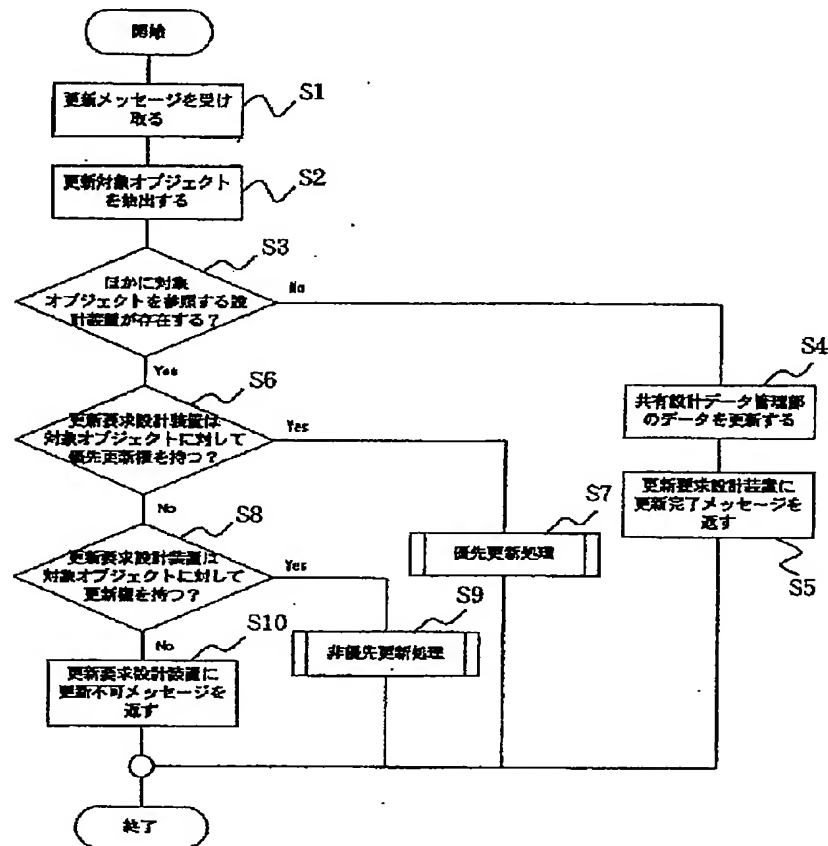 開始
更新メッセージを受け
取る
S1
更新対象オブジェクト
を抽出する
S2
S3
ほかに対象
オブジェクトを参照する設
計装置が存在する？
No
Yes
S4
共有設計データ管理部
のデータを更新する
S6
更新要求設計装置は
対象オブジェクトに対して
優先更新権を持つ？
Yes
No
更新要求設計装置に
更新完了メッセージを
返す
S5
S7
優先更新処理
S8
更新要求設計装置は
対象オブジェクトに対して
更新権を持つ？
Yes
No
S9
非優先更新処理
S10
更新要求設計装置に
更新不可メッセージを
返す
終了